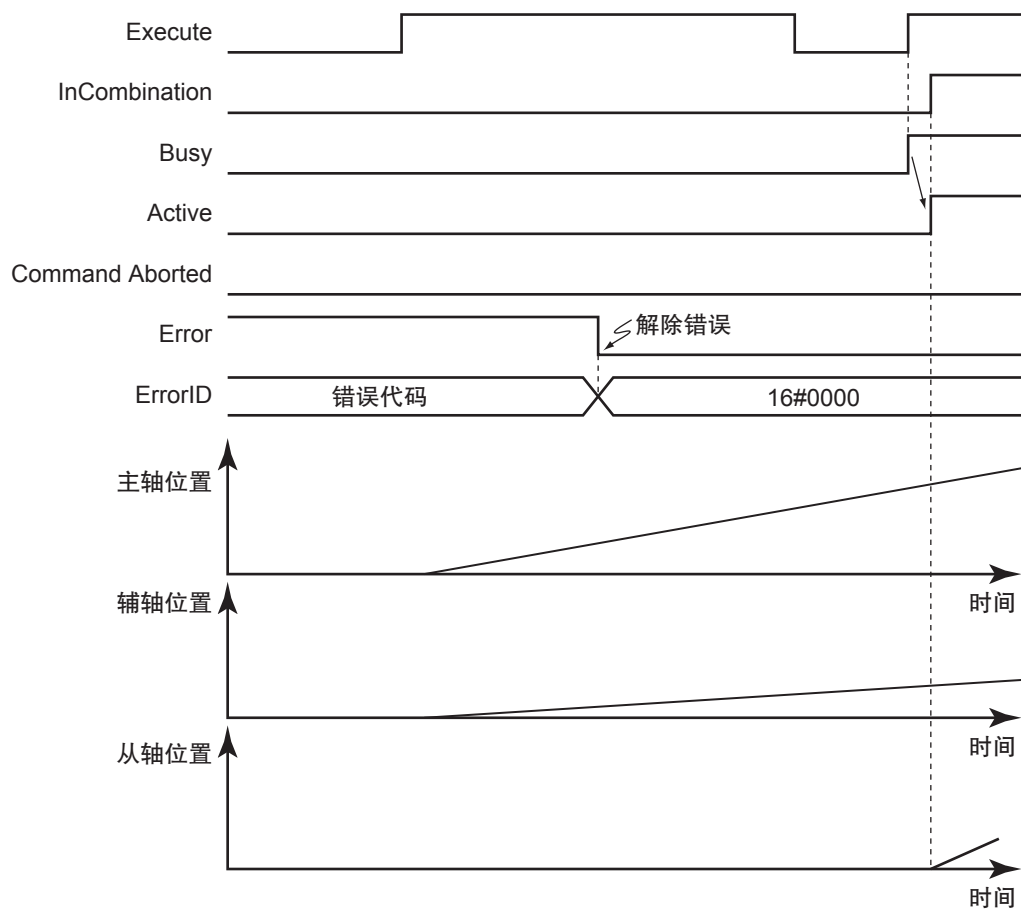 Execute
InCombination
Busy
Active
Command Aborted
Error
解除错误
ErrorID
错误代码
16#0000
主轴位置
时间
辅轴位置
时间
从轴位置
时间